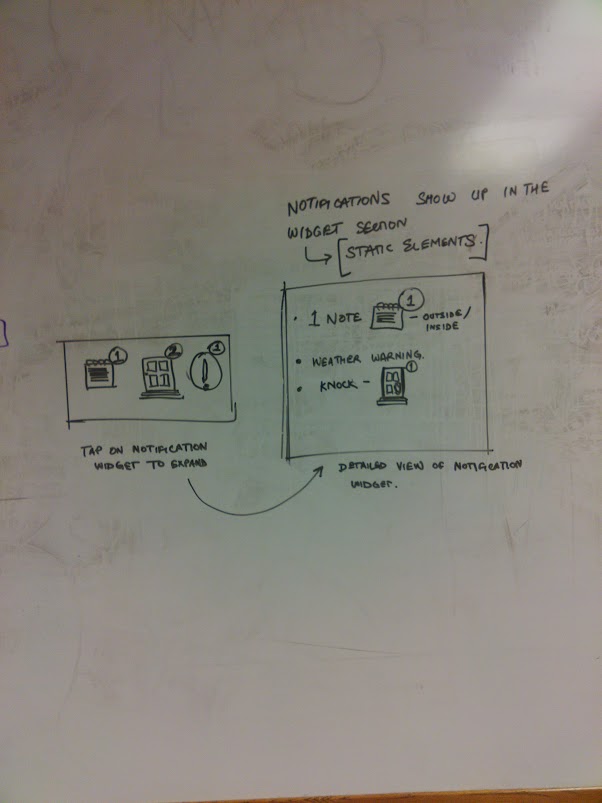 NOTIFICATIONS SHOW UP IN THE
WIDGET SECTION
[STATIC ELEMENTS.]
1 2 1
TAP ON NOTIFICATION
WIDGET TO EXPAND
• 1 NOTE 1 – OUTSIDE/
INSIDE
• WEATHER WARNING.
• KNOCK – 1
DETAILED VIEW OF NOTIFICATION
WIDGET.